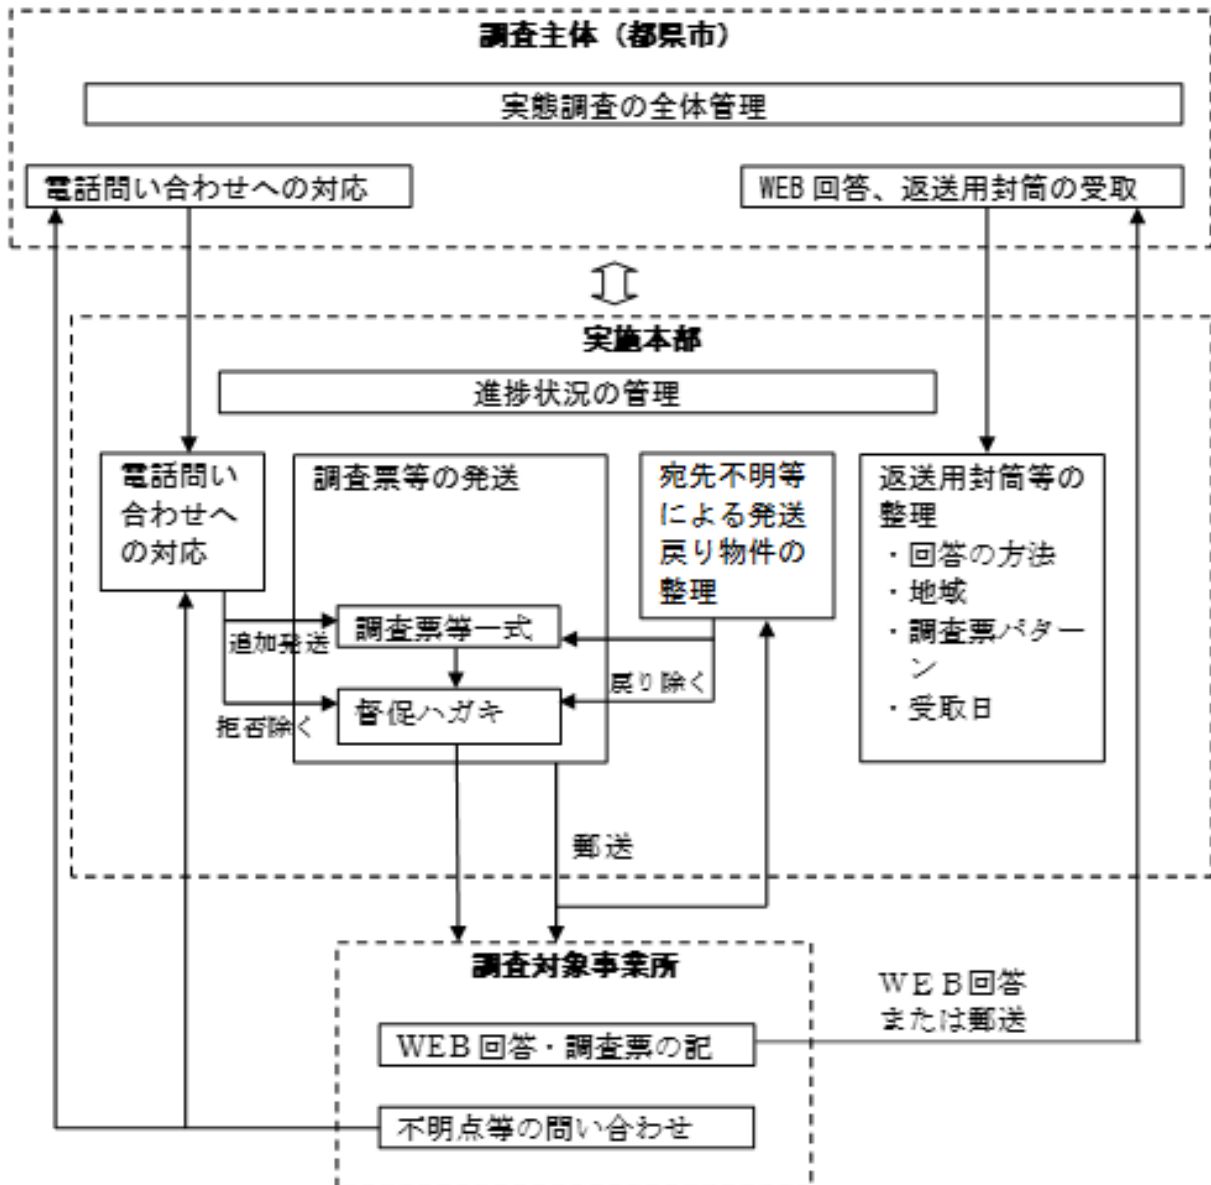 調査主体（都県市）
実態調査の全体管理
電話問い合わせへの対応
WEB 回答、返送用封筒の受取
実施本部
進捗状況の管理
電話問い
合わせへ
の対応
調査票等の発送
調査票等一式
督促ハガキ
追加発送
拒否除く
宛先不明等
による発送
戻り物件の
整理
戻り除く
返送用封筒等の
整理
・回答の方法
・地域
・調査票パター
ン
・受取日
郵送
調査対象事業所
WEB 回答・調査票の記
不明点等の問い合わせ
ＷＥＢ回答
または郵送